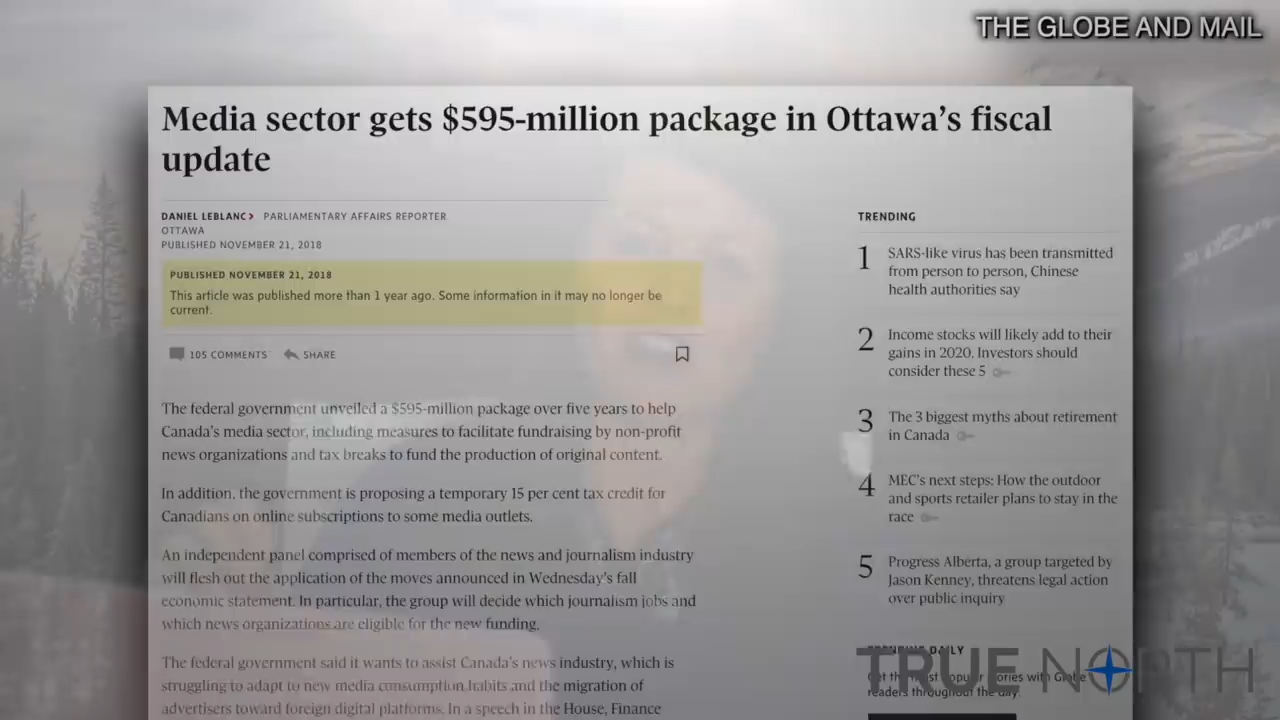 THE GLOBE AND MAIL
Media sector gets $595-million package in Ottawa's fiscal
update
DANIEL LEBLANC > PARLIAMENTARY AFFAIRS REPORTER
OTTAWA
PUBLISHED NOVEMBER 21, 2018
PUBLISHED NOVEMBER 21, 2018
This article was published more than 1 year ago. Some information in it may no longer be
current.
105 COMMENTS SHARE
The federal government unveiled a $595-million package over five years to help
Canada's media sector, including measures to facilitate fundraising by non-profit
news organizations and tax breaks to fund the production of original content.
In addition, the government is proposing a temporary 15 per cent tax credit for
Canadians on online subscriptions to some media outlets.
An independent panel comprised of members of the news and journalism industry
will flesh out the application of the moves announced in Wednesday's fall
economic statement. In particular, the group will decide which journalism jobs and
which news organizations are eligible for the new funding.
The federal government said it wants to assist Canada's news industry, which is
struggling to adapt to new media consumption habits and the migration of
advertisers toward foreign digital platforms. In a speech in the House, Finance
TRENDING
1 SARS-like virus has been transmitted
from person to person, Chinese
health authorities say
2 Income stocks will likely add to their
gains in 2020. Investors should
consider these 5
3 The 3 biggest myths about retirement
in Canada
4 MEC's next steps: How the outdoor
and sports retailer plans to stay in the
race
5 Progress Alberta, a group targeted by
Jason Kenney, threatens legal action
over public inquiry
TRENDING DAILY
Get the most popular stories with Globe
readers throughout the day.
TRUE NORTH